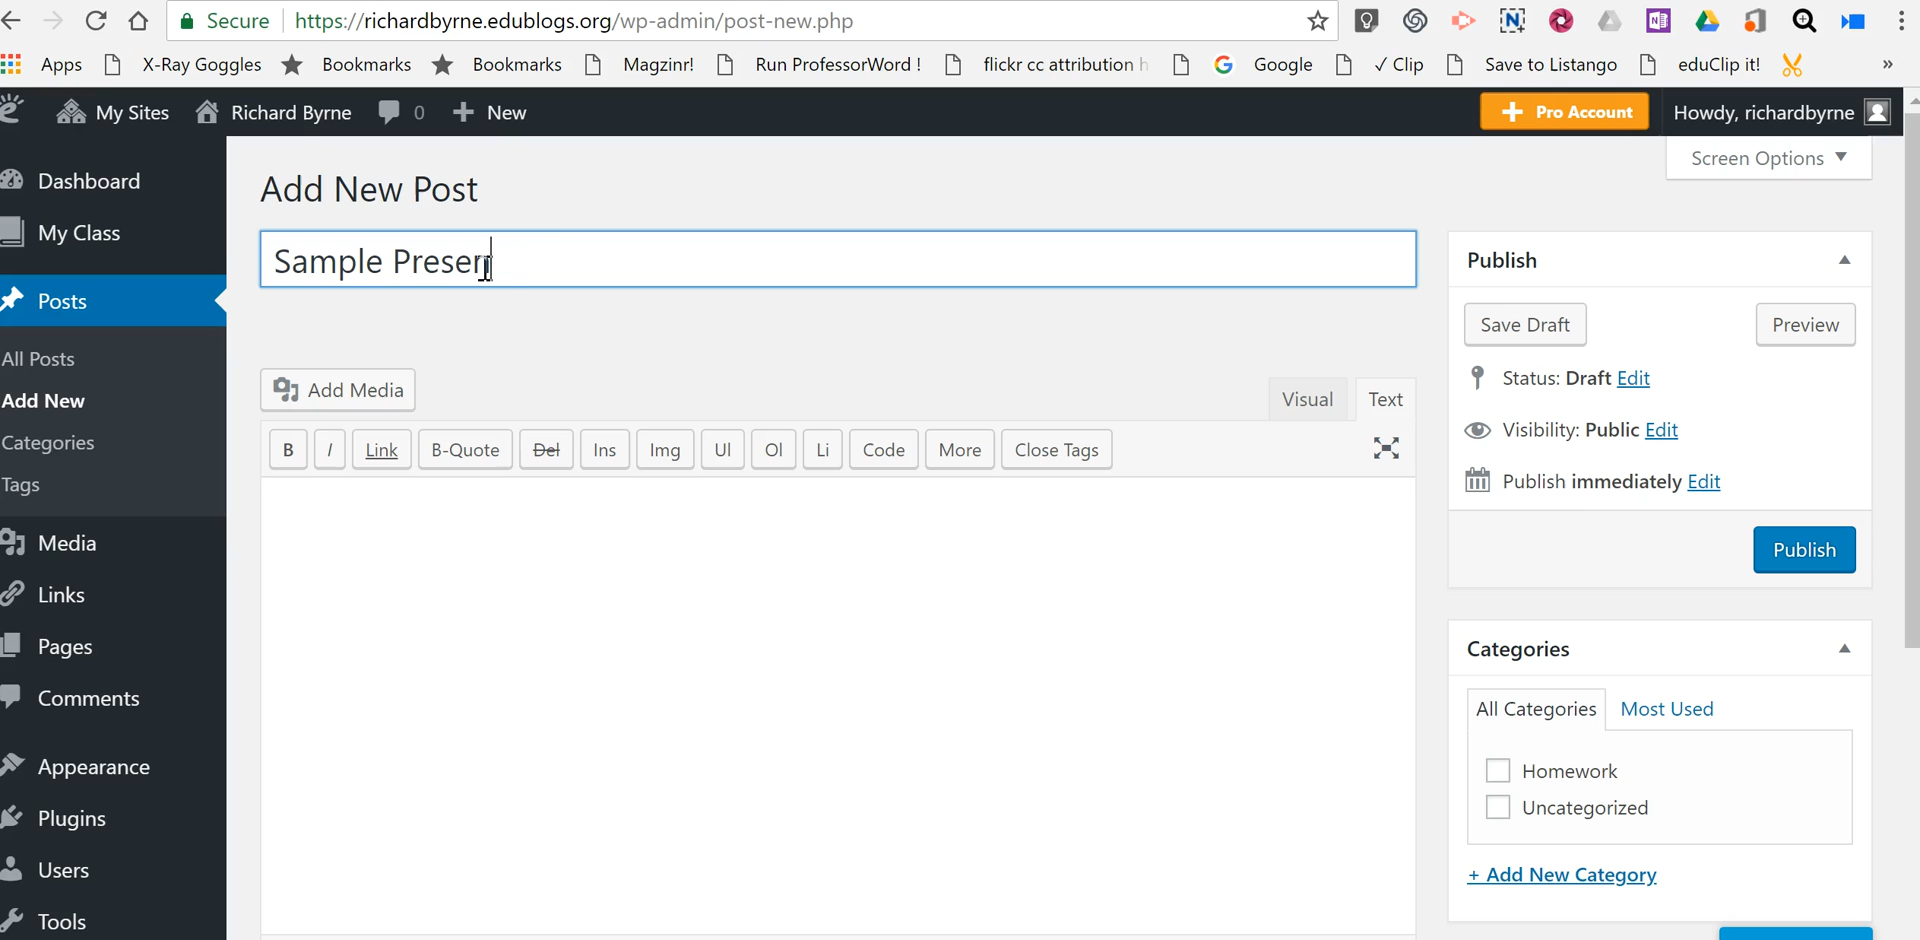 Secure https://richardbyrne.edublogs.org/wp-admin/post-new.php
Apps X-Ray Goggles Bookmarks Bookmarks Magzinr! Run ProfessorWord ! flickr cc attribution h Google ✓ Clip Save to Listango eduClip it! »
My Sites Richard Byrne 0 + New + Pro Account Howdy, richardbyrne
Screen Options
Dashboard
My Class
Posts
All Posts
Add New
Categories
Tags
Media
Links
Pages
Comments
Appearance
Plugins
Users
Tools
Add New Post
Sample Presen
Add Media
Visual Text
B I Link B-Quote Del Ins Img Ul Ol Li Code More Close Tags
Publish
Save Draft Preview
Status: Draft Edit
Visibility: Public Edit
Publish immediately Edit
Publish
Categories
All Categories Most Used
Homework
Uncategorized
+ Add New Category